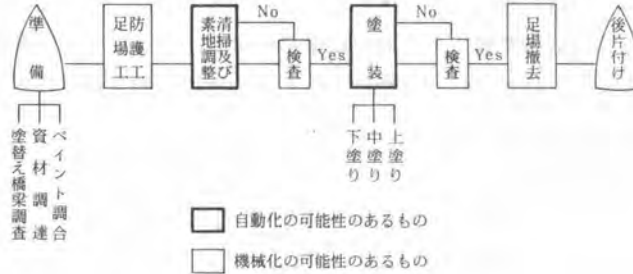 準備
足場工
防護工
清掃及び
素地調整
No
検査
Yes
塗装
No
検査
Yes
足場撤去
後片付け
塗替え橋梁調査
資材調達
ペイント調合
下塗り
中塗り
上塗り
自動化の可能性のあるもの
機械化の可能性のあるもの